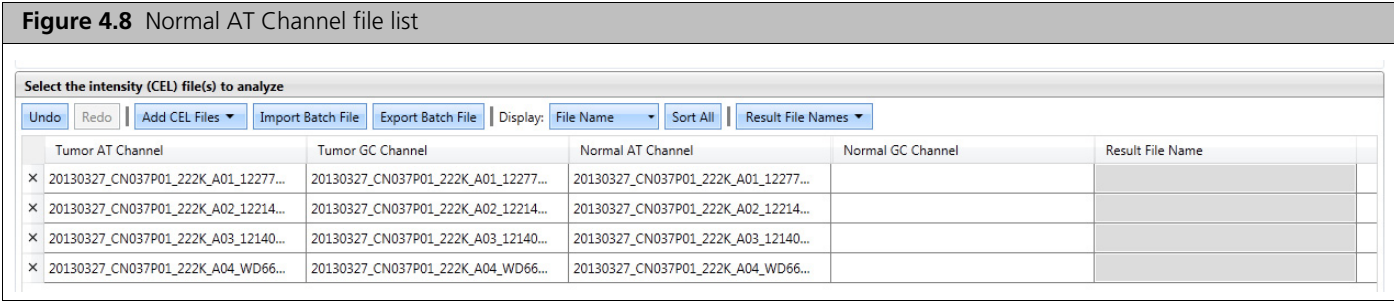 Figure 4.8 Normal AT Channel file list
Select the intensity (CEL) file(s) to analyze
Undo Redo Add CEL Files Import Batch File Export Batch File Display: File Name Sort All Result File Names
Tumor AT Channel Tumor GC Channel Normal AT Channel Normal GC Channel Result File Name
× 20130327_CN037P01_222K_A01_12277... 20130327_CN037P01_222K_A01_12277... 20130327_CN037P01_222K_A01_12277...
× 20130327_CN037P01_222K_A02_12214... 20130327_CN037P01_222K_A02_12214... 20130327_CN037P01_222K_A02_12214...
× 20130327_CN037P01_222K_A03_12140... 20130327_CN037P01_222K_A03_12140... 20130327_CN037P01_222K_A03_12140...
× 20130327_CN037P01_222K_A04_WD66... 20130327_CN037P01_222K_A04_WD66... 20130327_CN037P01_222K_A04_WD66...